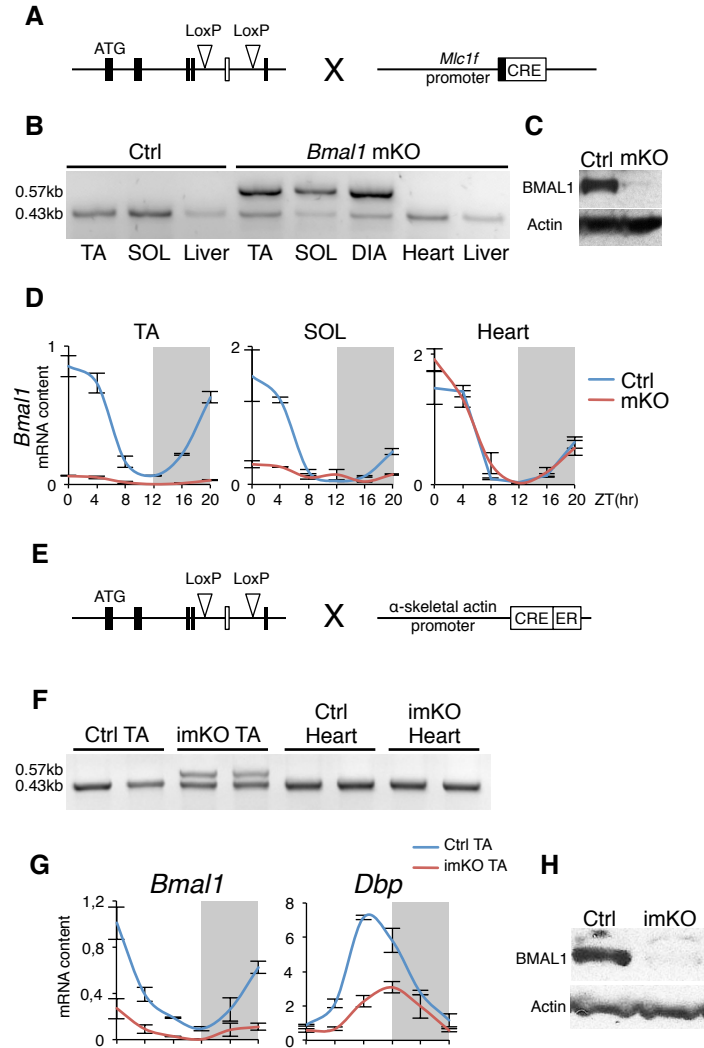 A
ATG
LoxP LoxP
X
Mlc1f
promoter
CRE
B
Ctrl
Bmal1 mKO
0.57kb
0.43kb
TA SOL Liver TA SOL DIA Heart Liver
C
Ctrl mKO
BMAL1
Actin
D
TA
SOL
Heart
Bmal1
mRNA content
1
0
0 4 8 12 16 20
2
0
0 4 8 12 16 20
2
1
0
0 4 8 12 16 20
ZT(hr)
Ctrl
mKO
E
ATG
LoxP LoxP
X
α-skeletal actin
promoter
CRE ER
F
Ctrl TA
imKO TA
Ctrl
Heart
imKO
Heart
0.57kb
0.43kb
G
Ctrl TA
imKO TA
Bmal1
mRNA content
1,2
0,8
0,4
0
Dbp
8
6
4
2
0
H
Ctrl imKO
BMAL1
Actin